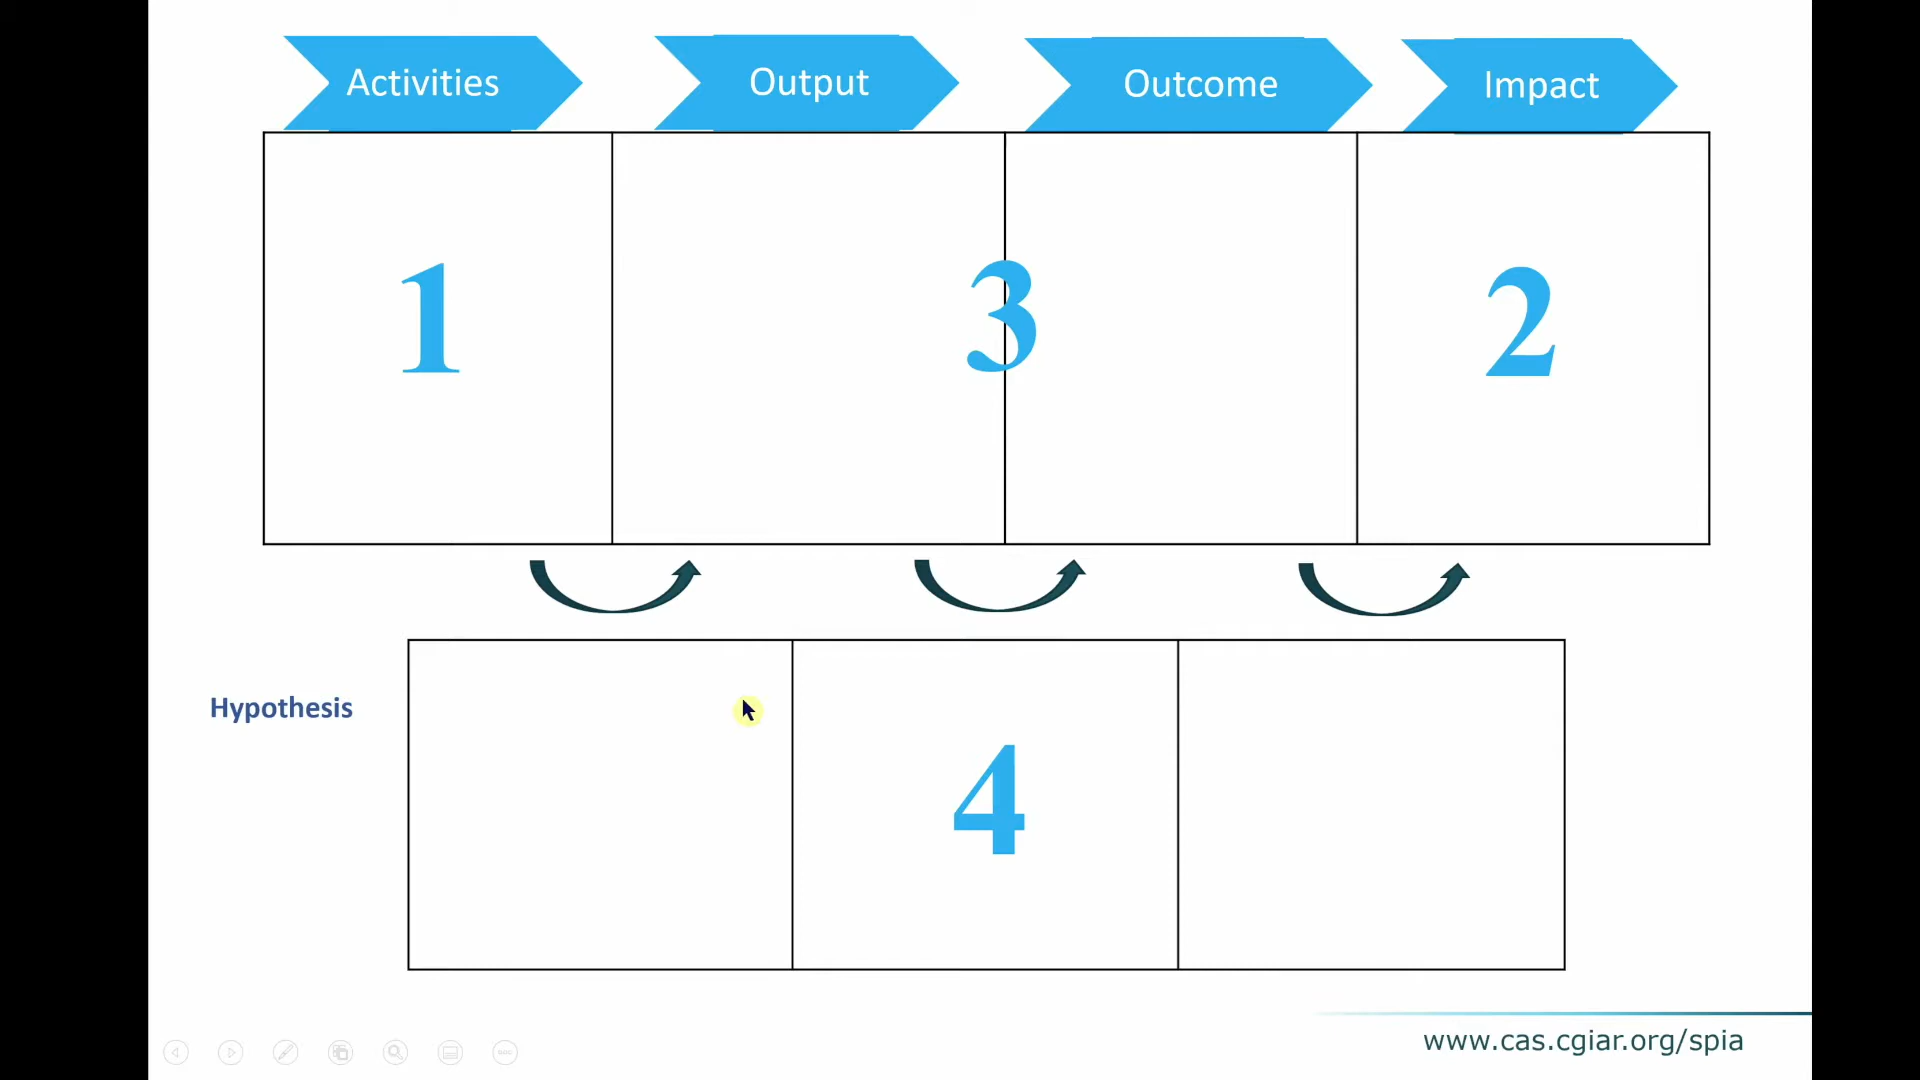 Activities Output Outcome Impact
1 3 2
Hypothesis
4
www.cas.cgiar.org/spia